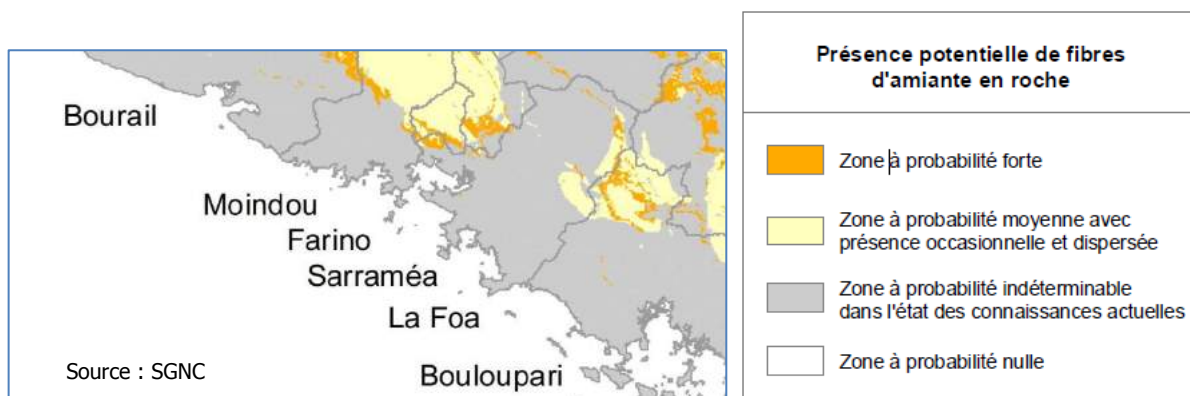 Bourail
Moindou
Farino
Sarraméa
La Foa
Bouloupari
Source : SGNC
Présence potentielle de fibres
d'amiante en roche
Zone à probabilité forte
Zone à probabilité moyenne avec
présence occasionnelle et dispersée
Zone à probabilité indéterminable
dans l'état des connaissances actuelles
Zone à probabilité nulle